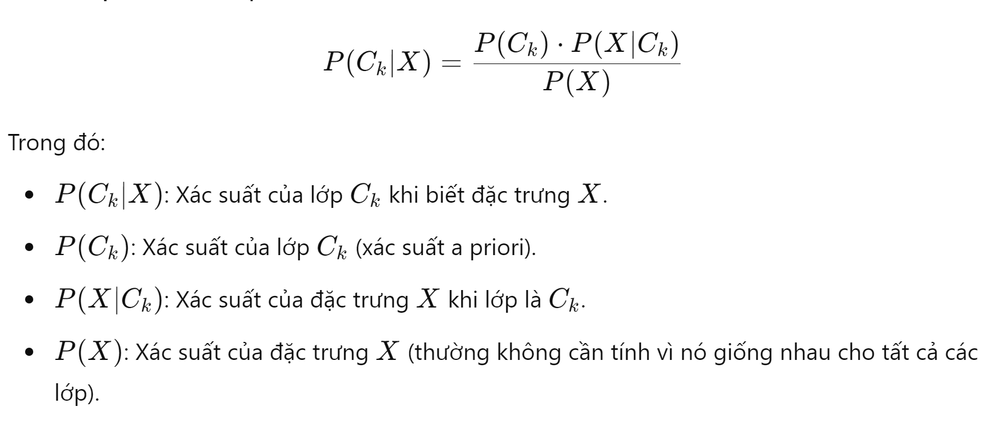 P(C_k|X) = \frac{P(C_k) \cdot P(X|C_k)}{P(X)}
Trong đó:
• P(C_k|X): Xác suất của lớp C_k khi biết đặc trưng X.
• P(C_k): Xác suất của lớp C_k (xác suất a priori).
• P(X|C_k): Xác suất của đặc trưng X khi lớp là C_k.
• P(X): Xác suất của đặc trưng X (thường không cần tính vì nó giống nhau cho tất cả các
lớp).